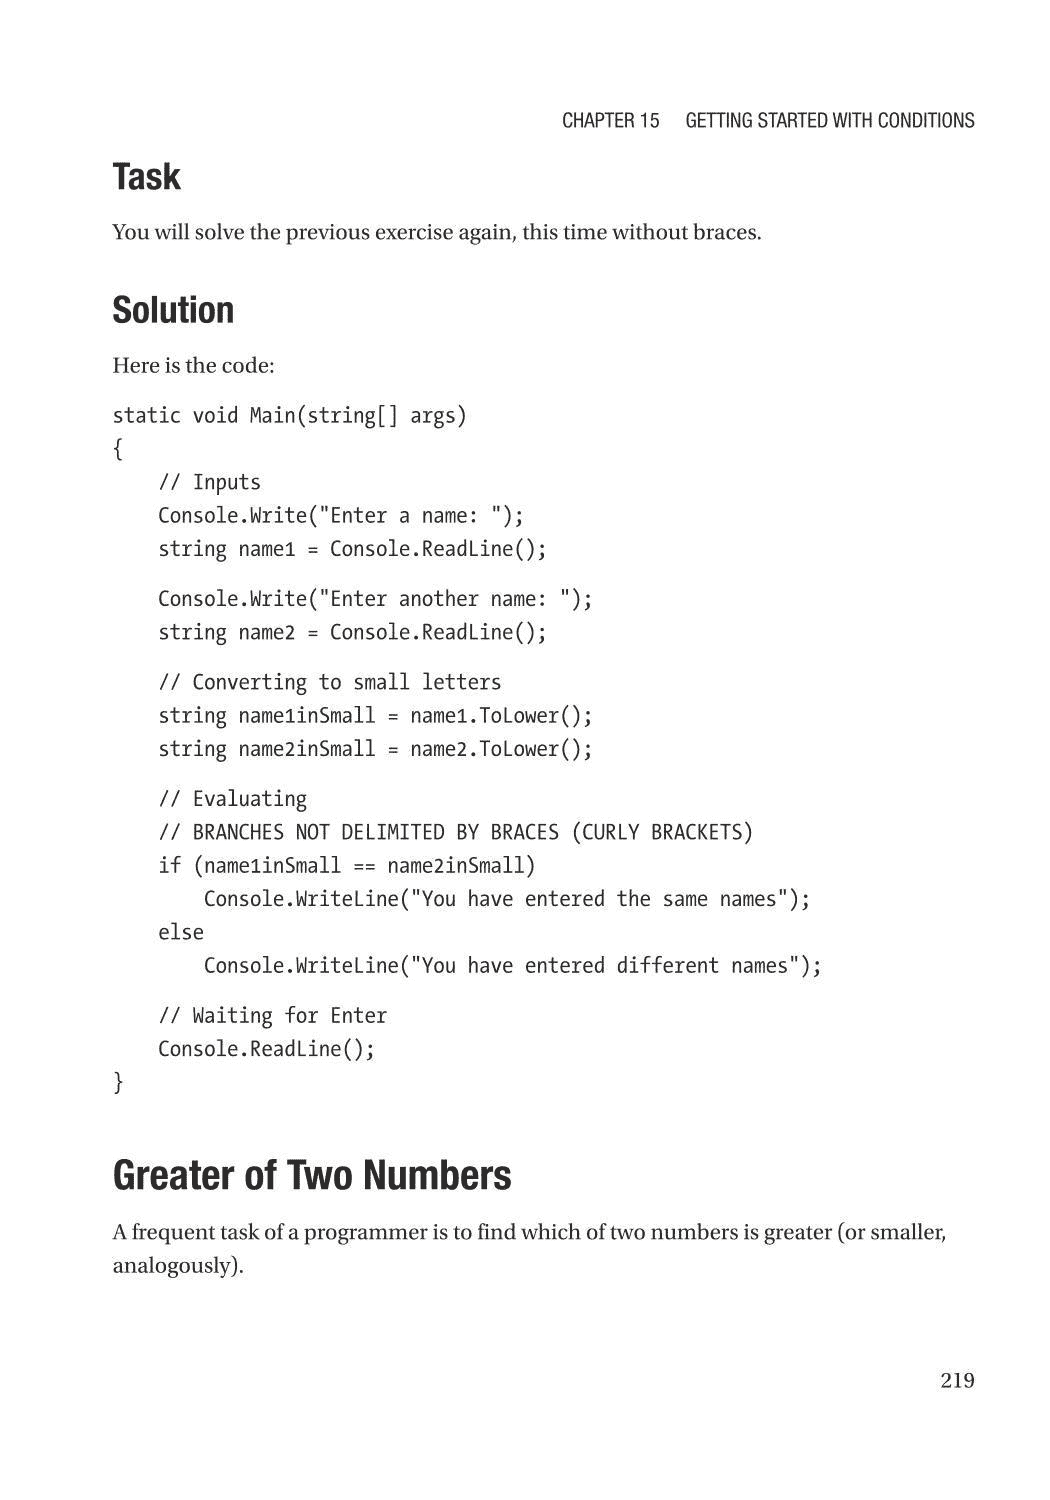 CHAPTER 15 GETTING STARTED WITH CONDITIONS
Task
You will solve the previous exercise again, this time without braces.
Solution
Here is the code:
static void Main(string[] args)
{
    // Inputs
    Console.Write("Enter a name: ");
    string name1 = Console.ReadLine();
    Console.Write("Enter another name: ");
    string name2 = Console.ReadLine();
    // Converting to small letters
    string name1inSmall = name1.ToLower();
    string name2inSmall = name2.ToLower();
    // Evaluating
    // BRANCHES NOT DELIMITED BY BRACES (CURLY BRACKETS)
    if (name1inSmall == name2inSmall)
        Console.WriteLine("You have entered the same names");
    else
        Console.WriteLine("You have entered different names");
    // Waiting for Enter
    Console.ReadLine();
}
Greater of Two Numbers
A frequent task of a programmer is to find which of two numbers is greater (or smaller,
analogously).
219